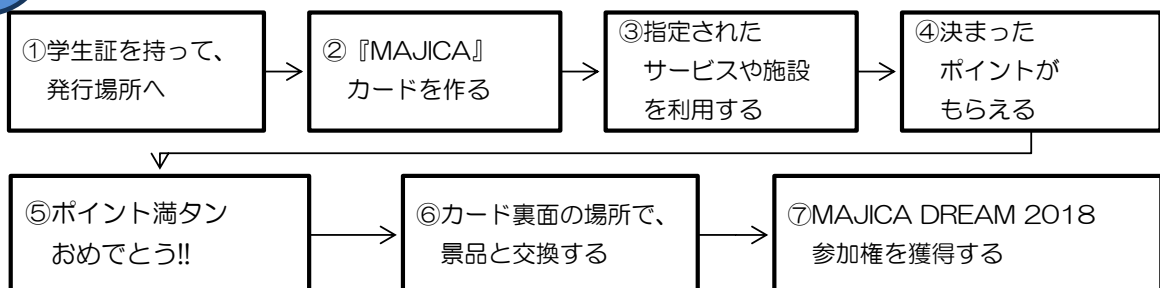 ①学生証を持って、
発行場所へ
②『MAJICA』
カードを作る
③指定された
サービスや施設
を利用する
④決まった
ポイントが
もらえる
⑤ポイント満タン
おめでとう!!
⑥カード裏面の場所で、
景品と交換する
⑦MAJICA DREAM 2018
参加権を獲得する